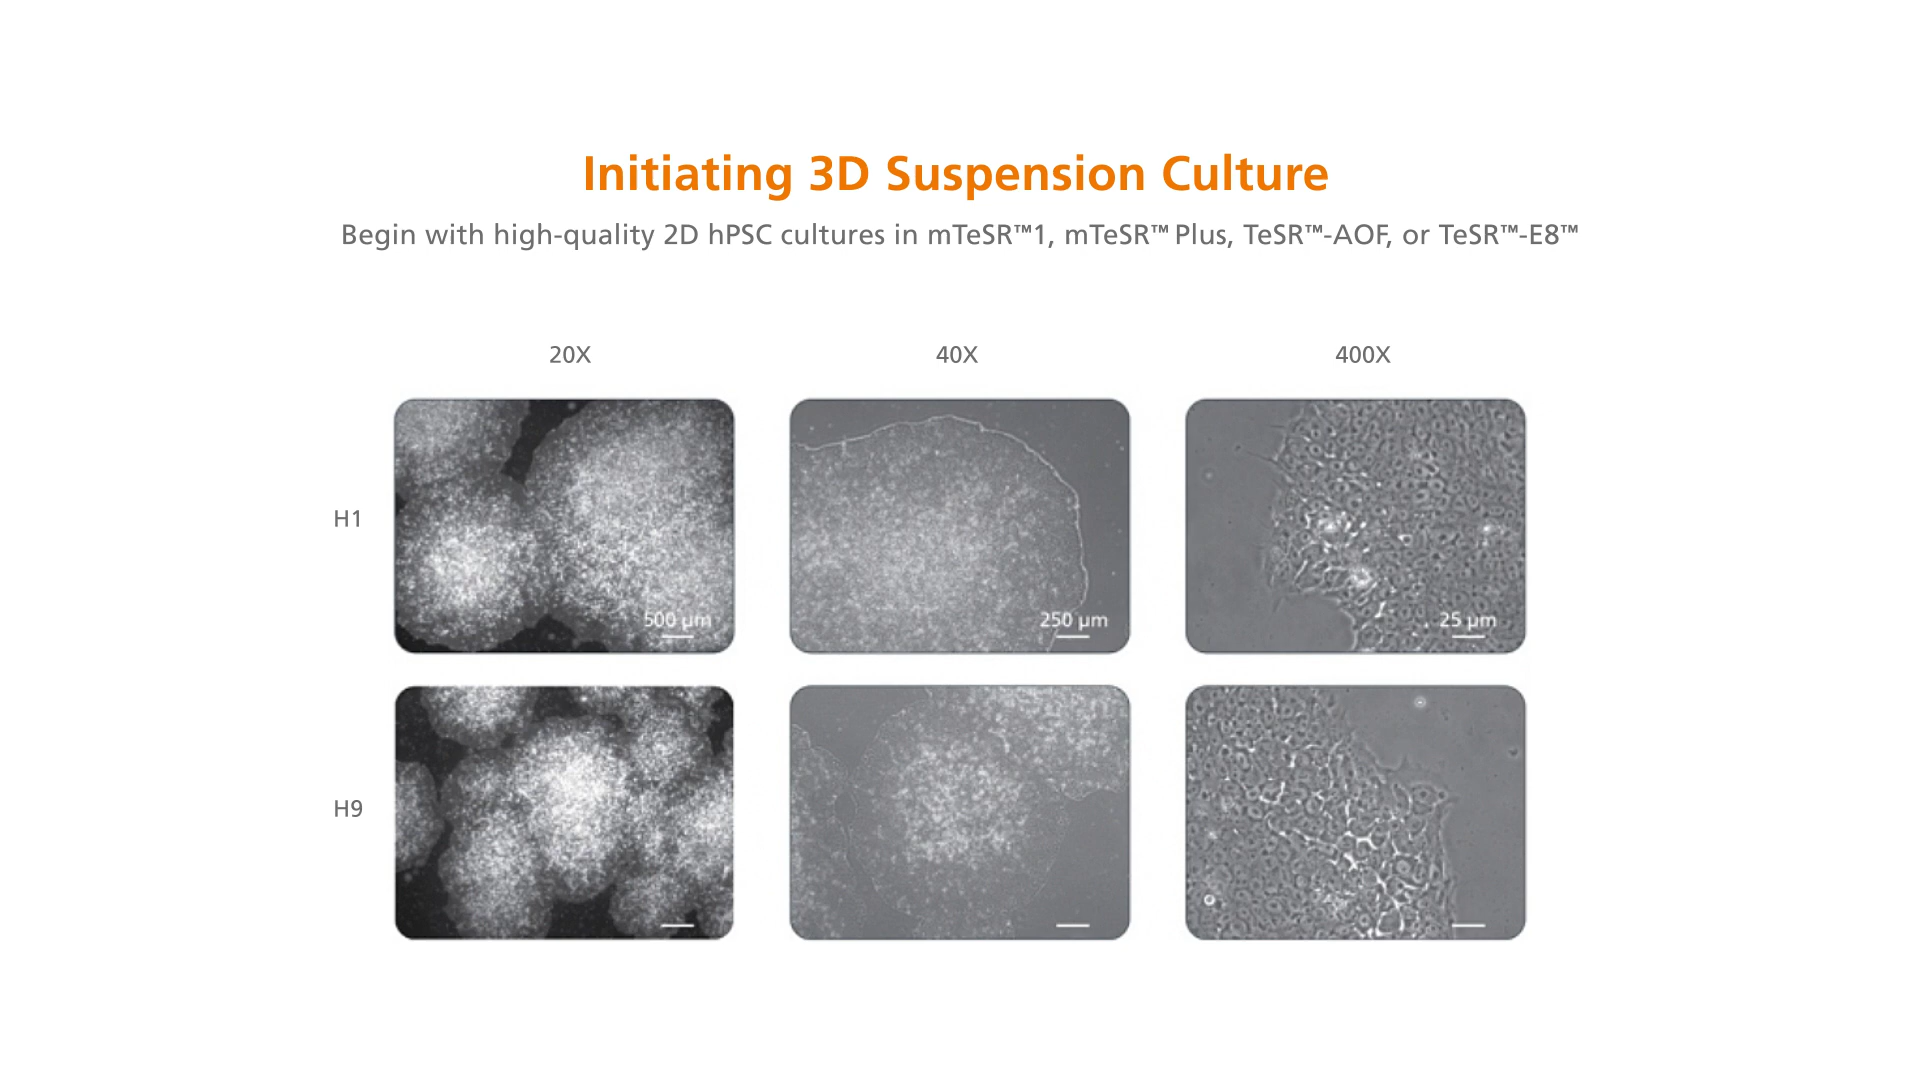 Initiating 3D Suspension Culture
Begin with high-quality 2D hPSC cultures in mTeSR™1, mTeSR™ Plus, TeSR™-AOF, or TeSR™-E8™
20X 40X 400X
H1
500 µm 250 µm 25 µm
H9